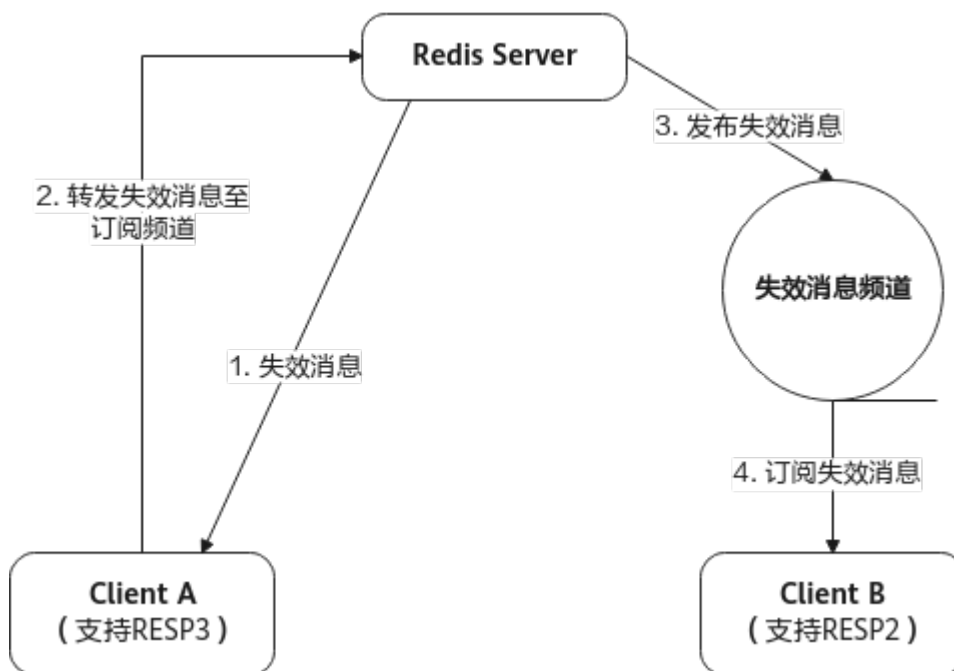 Redis Server
3. 发布失效消息
2. 转发失效消息至
订阅频道
失效消息频道
1. 失效消息
4. 订阅失效消息
Client A
（支持RESP3）
Client B
（支持RESP2）